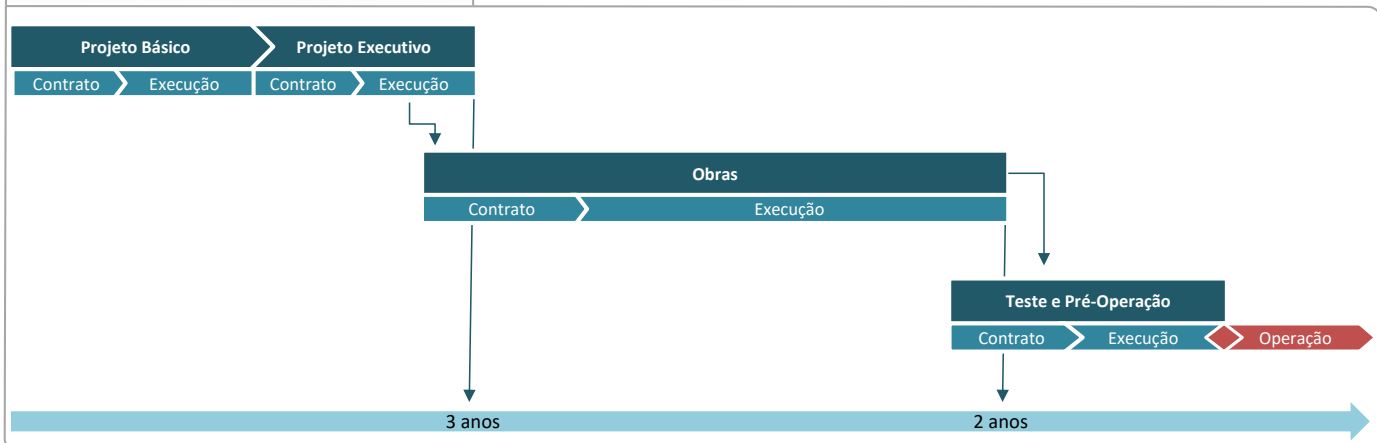 Projeto Básico Projeto Executivo
Contrato Execução Contrato Execução
Obras
Contrato Execução
Teste e Pré-Operação
Contrato Execução Operação
3 anos 2 anos